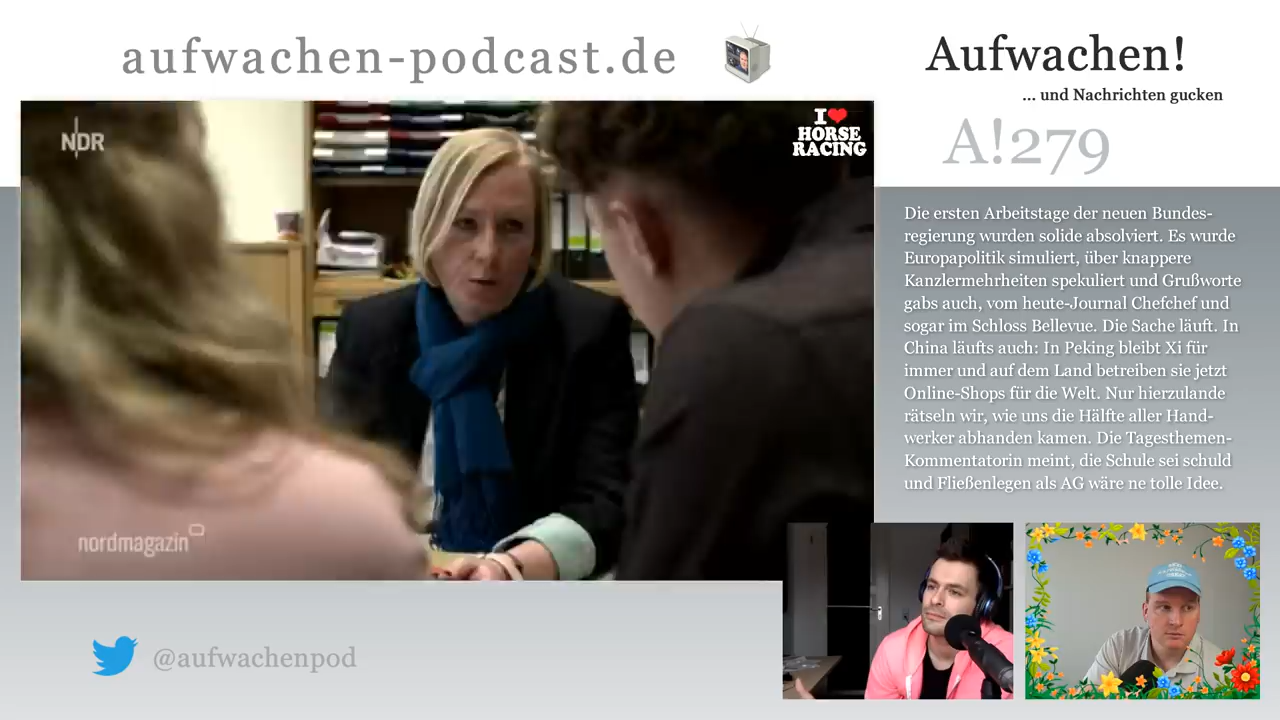 aufwachen-podcast.de
Aufwachen!
... und Nachrichten gucken
A!279
NDR
I
HORSE
RACING
Die ersten Arbeitstage der neuen Bundes-
regierung wurden solide absolviert. Es wurde
Europapolitik simuliert, über knappere
Kanzlermehrheiten spekuliert und Grußworte
gabs auch, vom heute-Journal Chefchef und
sogar im Schloss Bellevue. Die Sache läuft. In
China läufts auch: In Peking bleibt Xi für
immer und auf dem Land betreiben sie jetzt
Online-Shops für die Welt. Nur hierzulande
rätseln wir, wie uns die Hälfte aller Hand-
werker abhanden kamen. Die Tagesthemen-
Kommentatorin meint, die Schule sei schuld
und Fließenlegen als AG wäre ne tolle Idee.
nordmagazin
@aufwachenpod